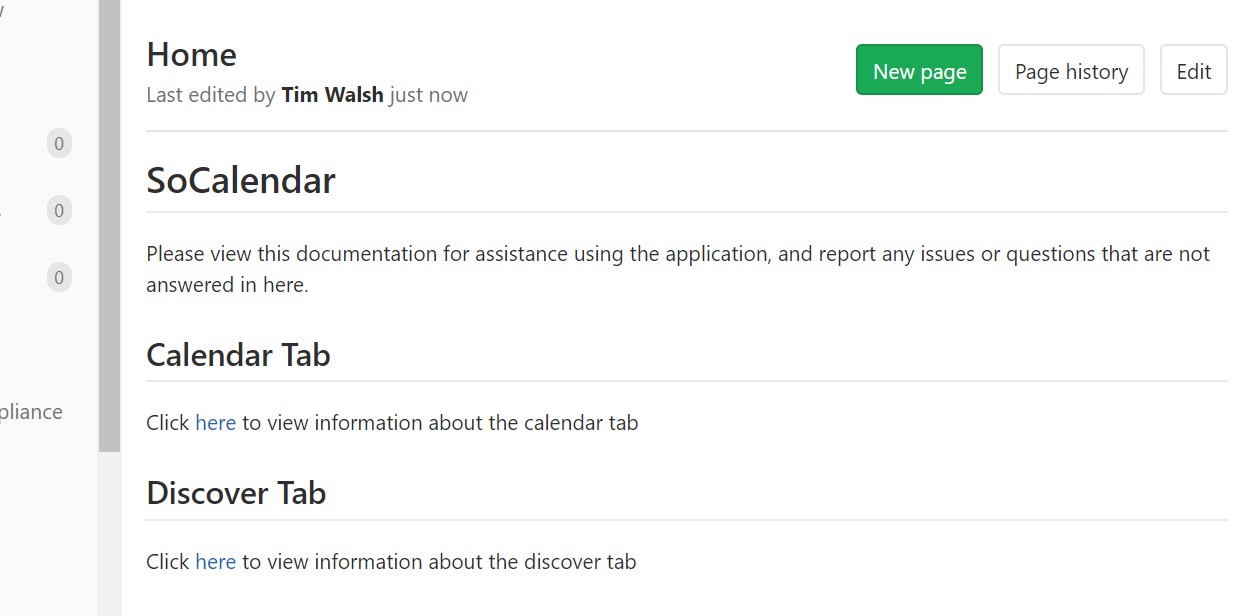 Home
New page
Page history
Edit
Last edited by Tim Walsh just now
0
SoCalendar
0
Please view this documentation for assistance using the application, and report any issues or questions that are not
answered in here.
0
Calendar Tab
pliance
Click here to view information about the calendar tab
Discover Tab
Click here to view information about the discover tab